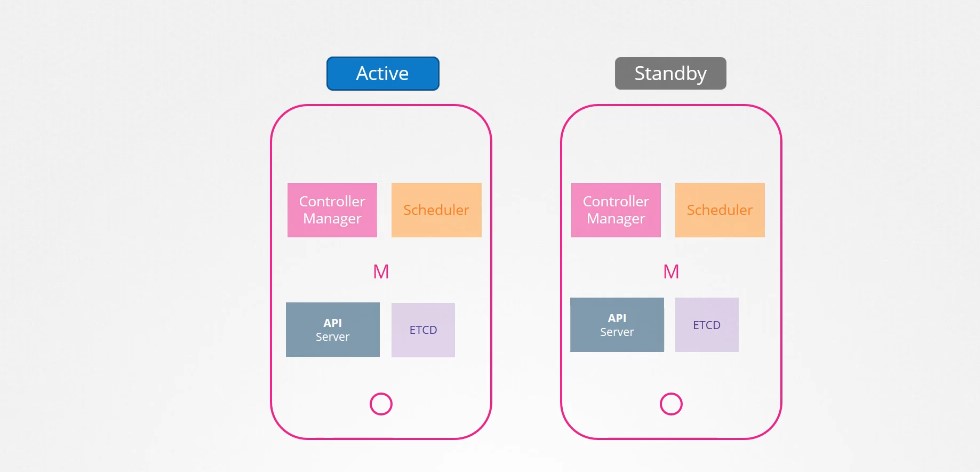 Active
Standby
Controller
Manager
Scheduler
Controller
Manager
Scheduler
M
M
API
Server
ETCD
API
Server
ETCD